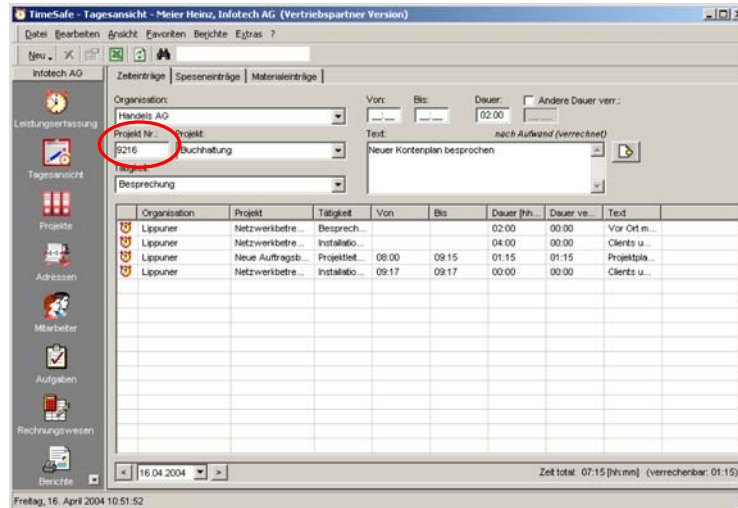 TimeSafe - Tagesansicht - Meier Heinz, Infotech AG (Vertriebspartner Version)
Datei Bearbeiten Ansicht Favoriten Berichte Extras ?
Neu
Infotech AG
Leistungserfassung
Tagesansicht
Projekte
Adressen
Mitarbeiter
Aufgaben
Rechnungswesen
Berichte
Zeiteinträge Speseneinträge Materialeinträge
Organisation: Von: Bis: Dauer: Andere Dauer verr.:
Handels AG __:__ __:__ 02:00 __:__
Projekt Nr.: Projekt: Text: nach Aufwand (verrechnet)
9216 Buchhaltung Neuer Kontenplan besprochen
Tätigkeit:
Besprechung
Organisation Projekt Tätigkeit Von Bis Dauer [hh... Dauer ve... Text
Lippuner Netzwerkbetre... Besprech... 02:00 00:00 Vor Ort m...
Lippuner Netzwerkbetre... Installatio... 04:00 00:00 Clients u...
Lippuner Neue Auftragsb... Projektleit... 08:00 09:15 01:15 01:15 Projektpla...
Lippuner Netzwerkbetre... Installatio... 09:17 09:17 00:00 00:00 Clients u...
< 16.04.2004 > Zeit total: 07:15 [hh:mm] (verrechenbar: 01:15)
Freitag, 16. April 2004 10:51:52